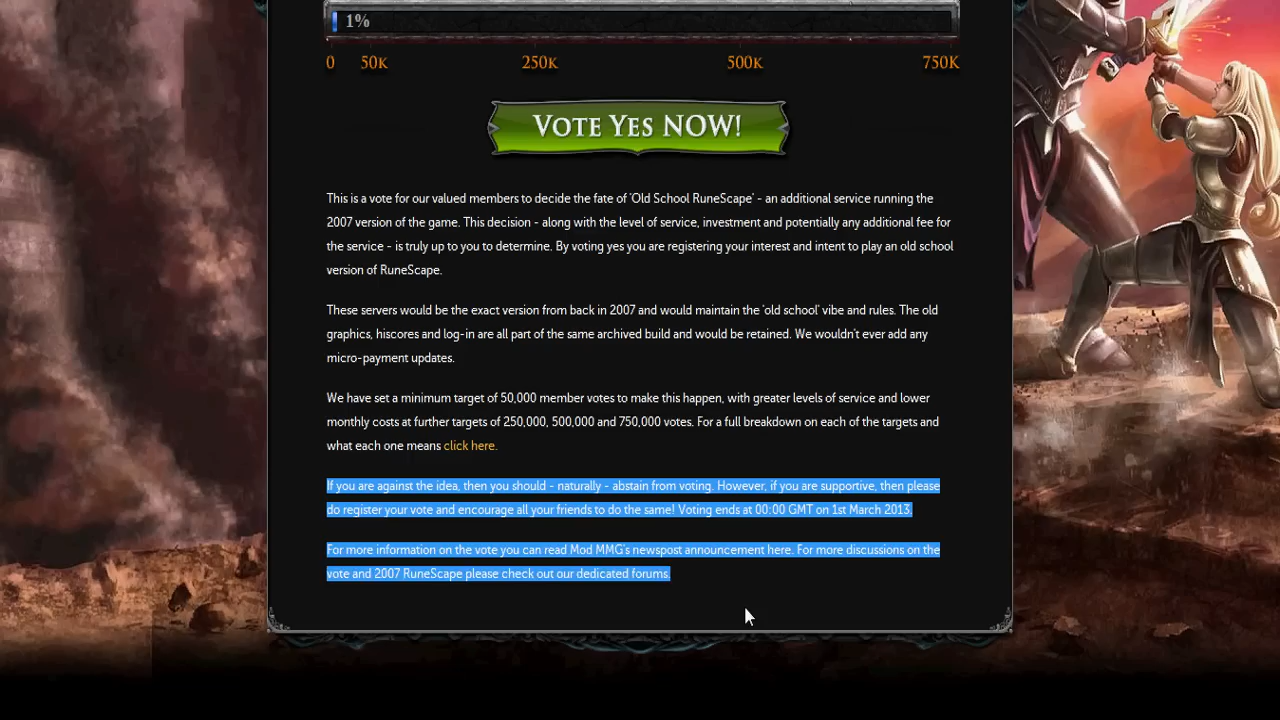 1%
0 50K 250K 500K 750K
VOTE YES NOW!
This is a vote for our valued members to decide the fate of 'Old School RuneScape' - an additional service running the
2007 version of the game. This decision - along with the level of service, investment and potentially any additional fee for
the service - is truly up to you to determine. By voting yes you are registering your interest and intent to play an old school
version of RuneScape.
These servers would be the exact version from back in 2007 and would maintain the 'old school' vibe and rules. The old
graphics, hiscores and log-in are all part of the same archived build and would be retained. We wouldn't ever add any
micro-payment updates.
We have set a minimum target of 50,000 member votes to make this happen, with greater levels of service and lower
monthly costs at further targets of 250,000, 500,000 and 750,000 votes. For a full breakdown on each of the targets and
what each one means click here.
If you are against the idea, then you should - naturally - abstain from voting. However, if you are supportive, then please
do register your vote and encourage all your friends to do the same! Voting ends at 00:00 GMT on 1st March 2013.
For more information on the vote you can read Mod MMG's newspost announcement here. For more discussions on the
vote and 2007 RuneScape please check out our dedicated forums.